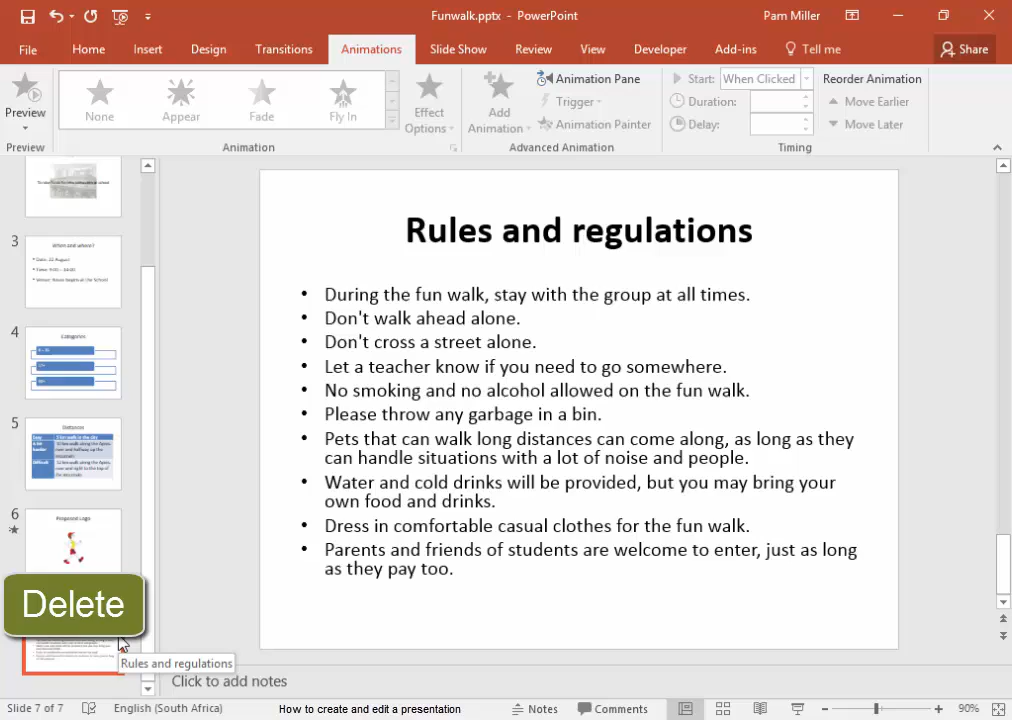 Funwalk.pptx - PowerPoint
Pam Miller
File Home Insert Design Transitions Animations Slide Show Review View Developer Add-ins Tell me Share
Preview
None Appear Fade Fly In
Effect Options
Add Animation
Animation Pane
Trigger
Animation Painter
Start: When Clicked
Duration:
Delay:
Reorder Animation
Move Earlier
Move Later
Preview Animation Advanced Animation Timing
3
When and where?
Date: 22 August
4
Categories
5
Distances
6
Proposed Logo
Delete
Rules and regulations
Rules and regulations
• During the fun walk, stay with the group at all times.
• Don't walk ahead alone.
• Don't cross a street alone.
• Let a teacher know if you need to go somewhere.
• No smoking and no alcohol allowed on the fun walk.
• Please throw any garbage in a bin.
• Pets that can walk long distances can come along, as long as they
can handle situations with a lot of noise and people.
• Water and cold drinks will be provided, but you may bring your
own food and drinks.
• Dress in comfortable casual clothes for the fun walk.
• Parents and friends of students are welcome to enter, just as long
as they pay too.
Click to add notes
Slide 7 of 7 English (South Africa) How to create and edit a presentation Notes Comments 90%